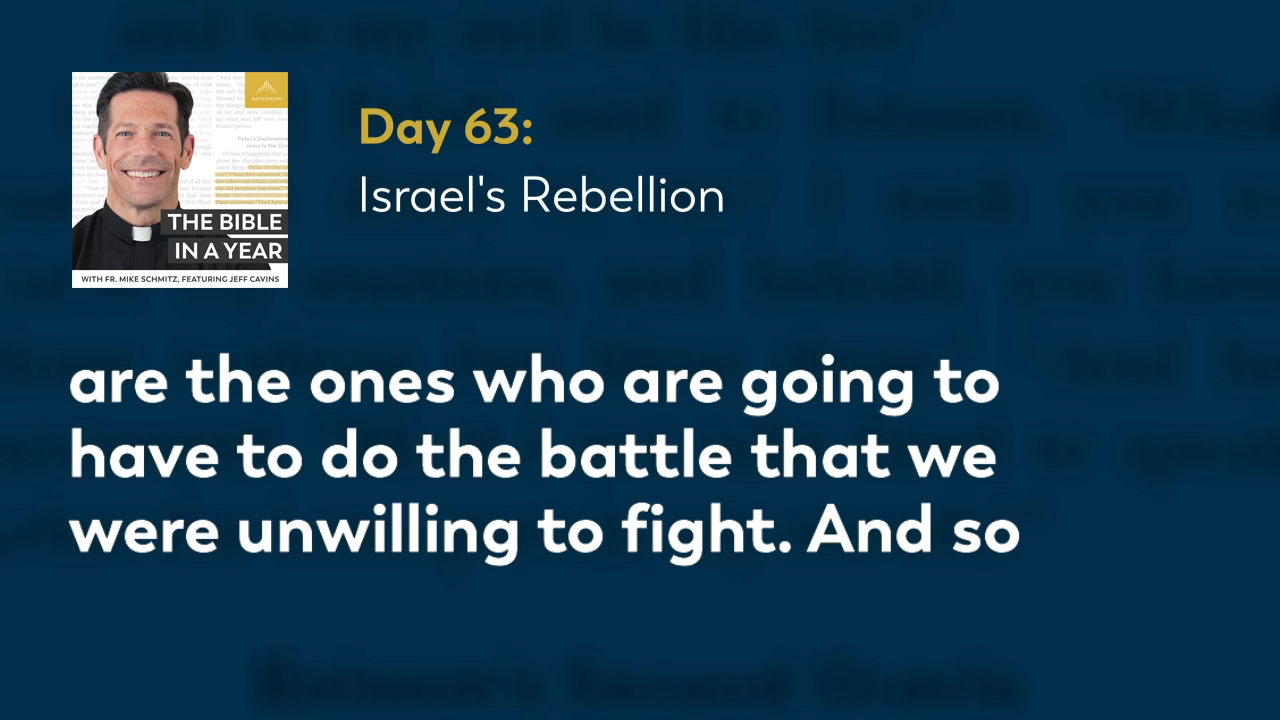 ASCENSION
THE BIBLE
IN A YEAR
WITH FR. MIKE SCHMITZ, FEATURING JEFF CAVINS
Day 63:
Israel's Rebellion
are the ones who are going to
have to do the battle that we
were unwilling to fight. And so